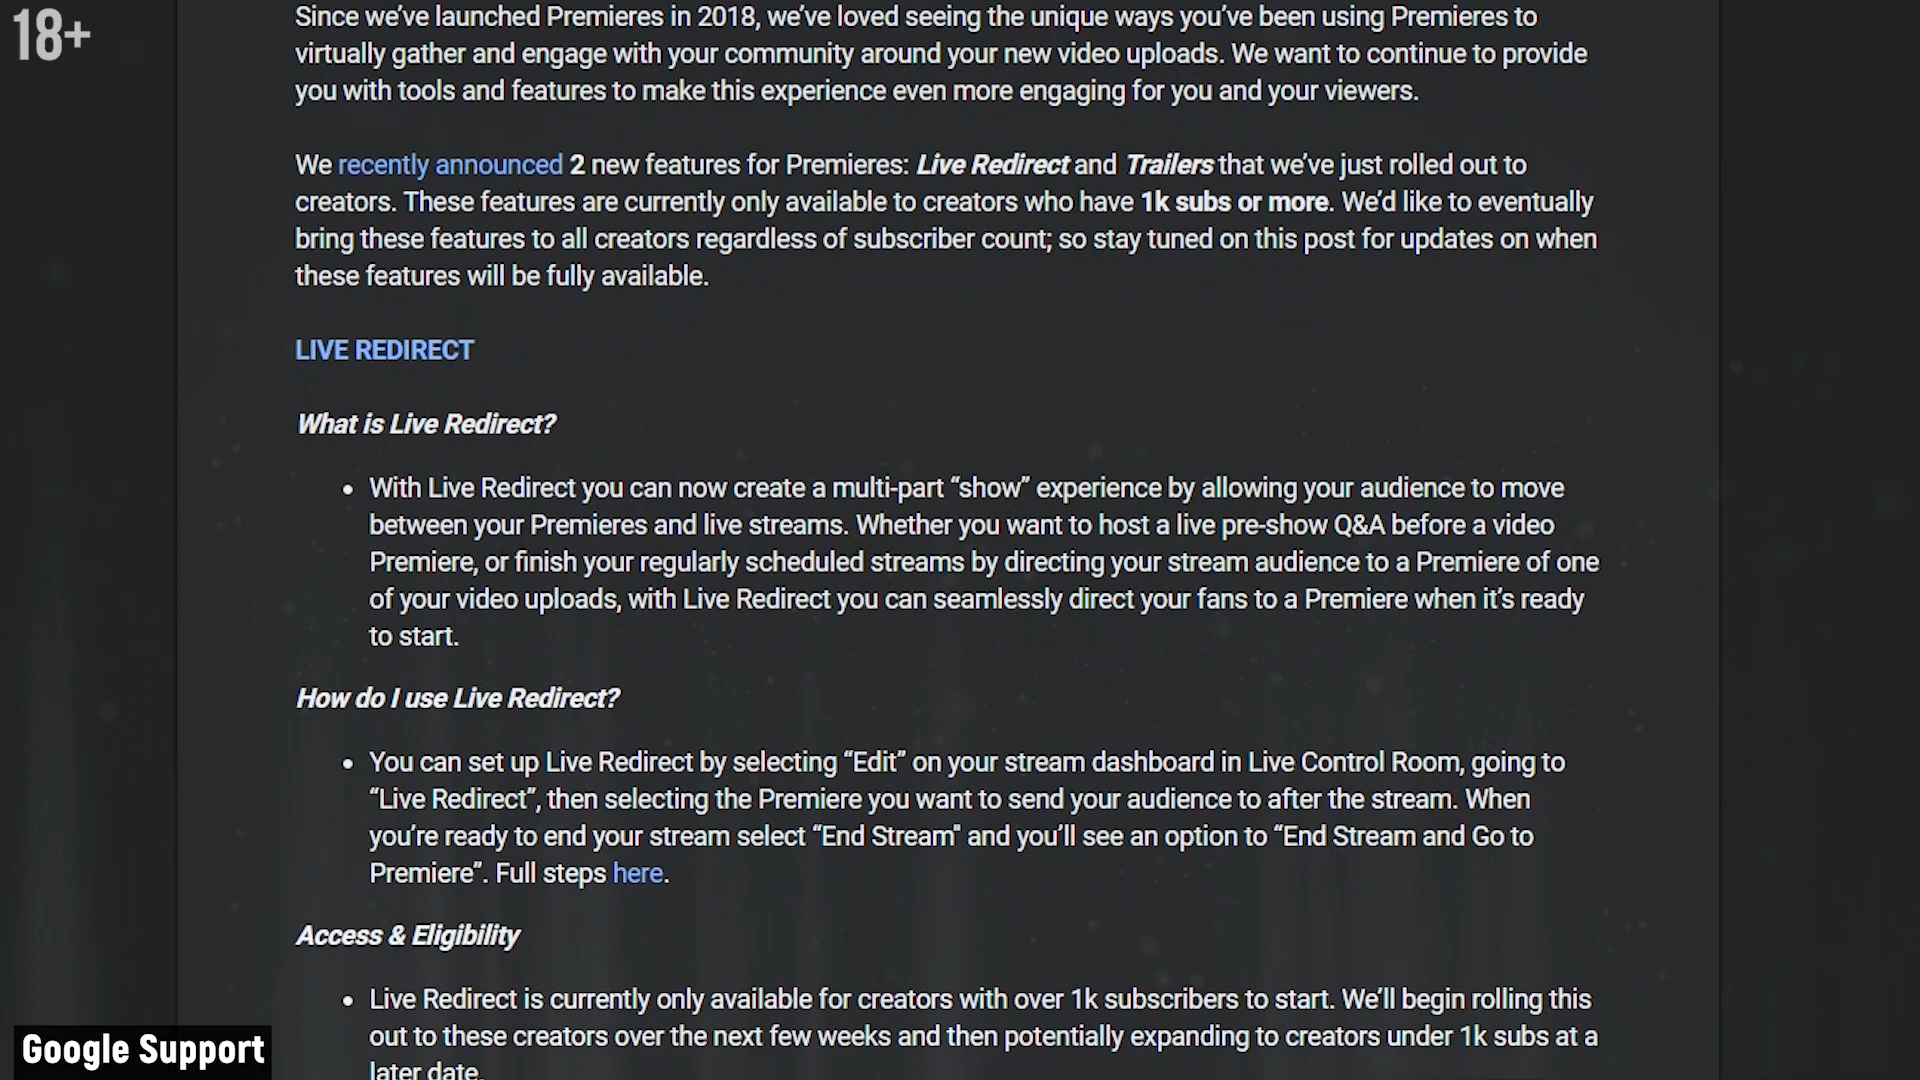 18+
Since we’ve launched Premieres in 2018, we’ve loved seeing the unique ways you’ve been using Premieres to
virtually gather and engage with your community around your new video uploads. We want to continue to provide
you with tools and features to make this experience even more engaging for you and your viewers.
We recently announced 2 new features for Premieres: Live Redirect and Trailers that we’ve just rolled out to
creators. These features are currently only available to creators who have 1k subs or more. We’d like to eventually
bring these features to all creators regardless of subscriber count; so stay tuned on this post for updates on when
these features will be fully available.
LIVE REDIRECT
What is Live Redirect?
• With Live Redirect you can now create a multi-part “show” experience by allowing your audience to move
between your Premieres and live streams. Whether you want to host a live pre-show Q&A before a video
Premiere, or finish your regularly scheduled streams by directing your stream audience to a Premiere of one
of your video uploads, with Live Redirect you can seamlessly direct your fans to a Premiere when it’s ready
to start.
How do I use Live Redirect?
• You can set up Live Redirect by selecting “Edit” on your stream dashboard in Live Control Room, going to
“Live Redirect”, then selecting the Premiere you want to send your audience to after the stream. When
you’re ready to end your stream select “End Stream" and you’ll see an option to “End Stream and Go to
Premiere”. Full steps here.
Access & Eligibility
• Live Redirect is currently only available for creators with over 1k subscribers to start. We’ll begin rolling this
out to these creators over the next few weeks and then potentially expanding to creators under 1k subs at a
later date.
Google Support